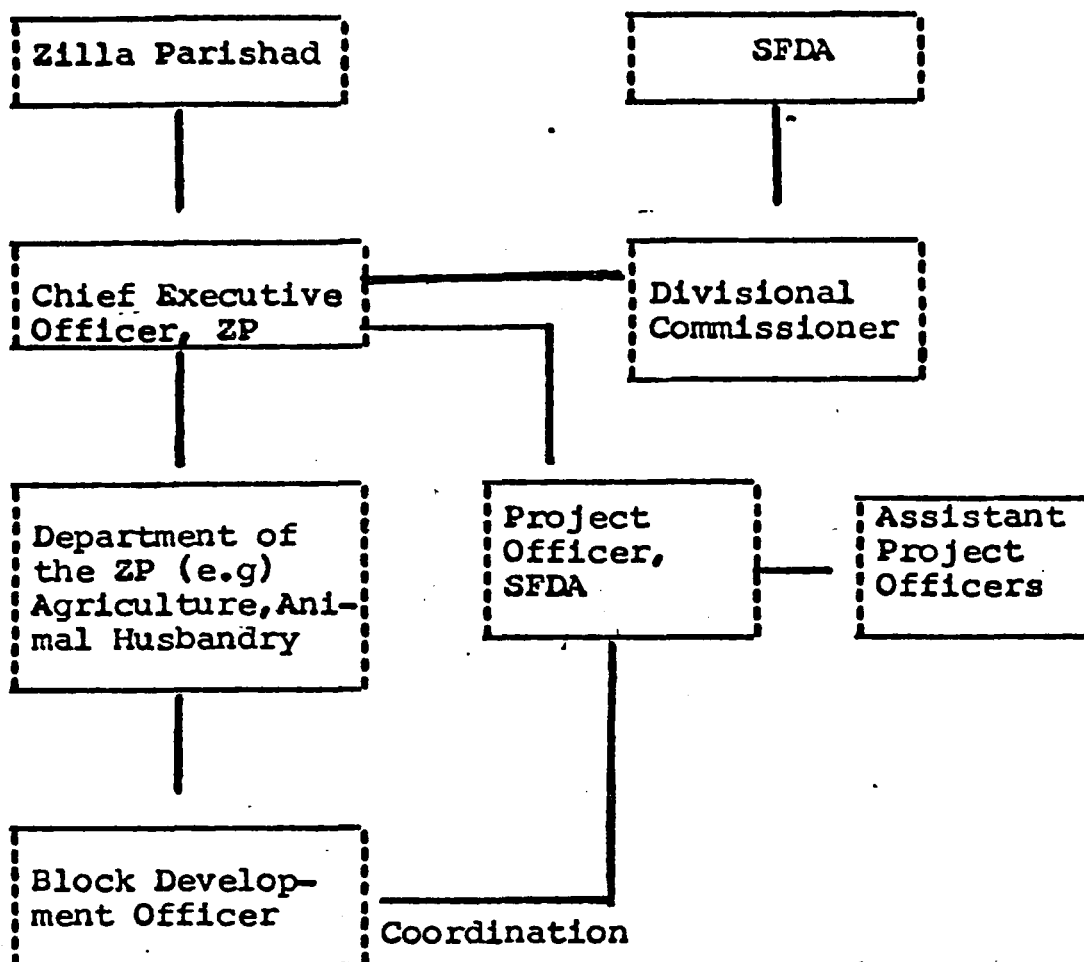 Zilla Parishad
SFDA
Chief Executive
Officer, ZP
Divisional
Commissioner
Department of
the ZP (e.g)
Agriculture,Ani-
mal Husbandry
Project
Officer,
SFDA
Assistant
Project
Officers
Block Develop-
ment Officer
Coordination